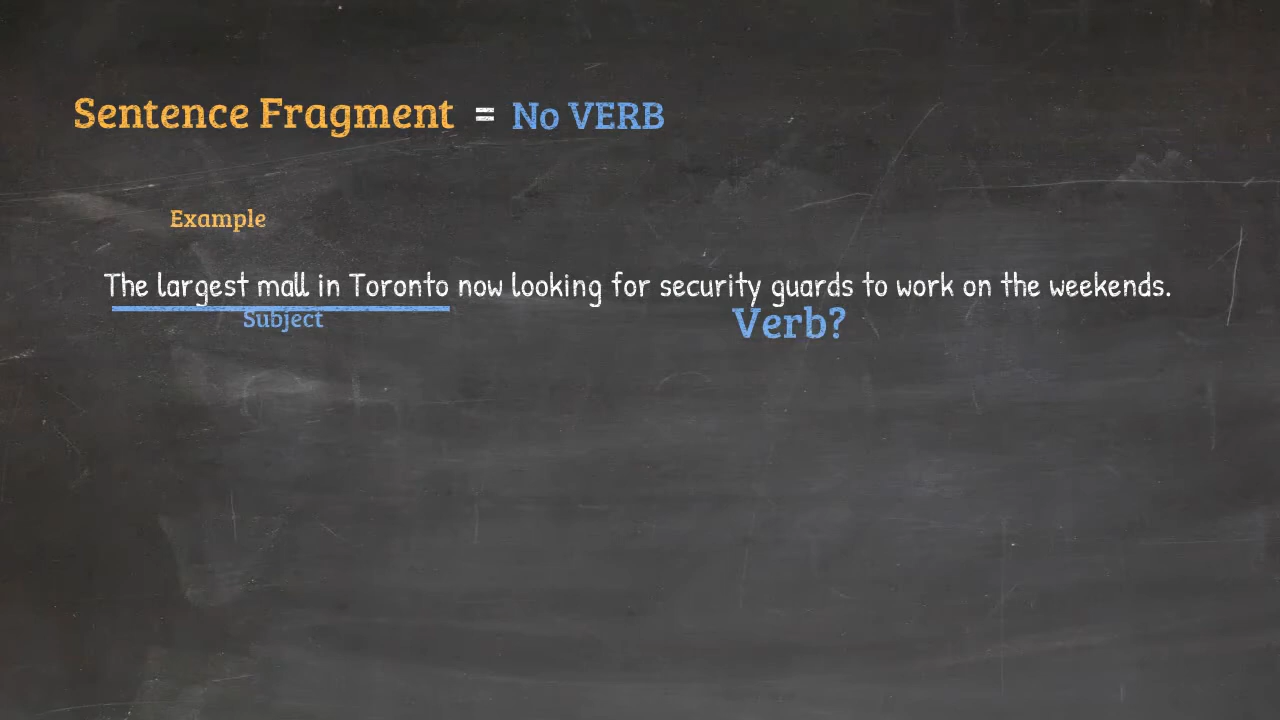 Sentence Fragment = No VERB
Example
The largest mall in Toronto now looking for security guards to work on the weekends.
Subject
Verb?